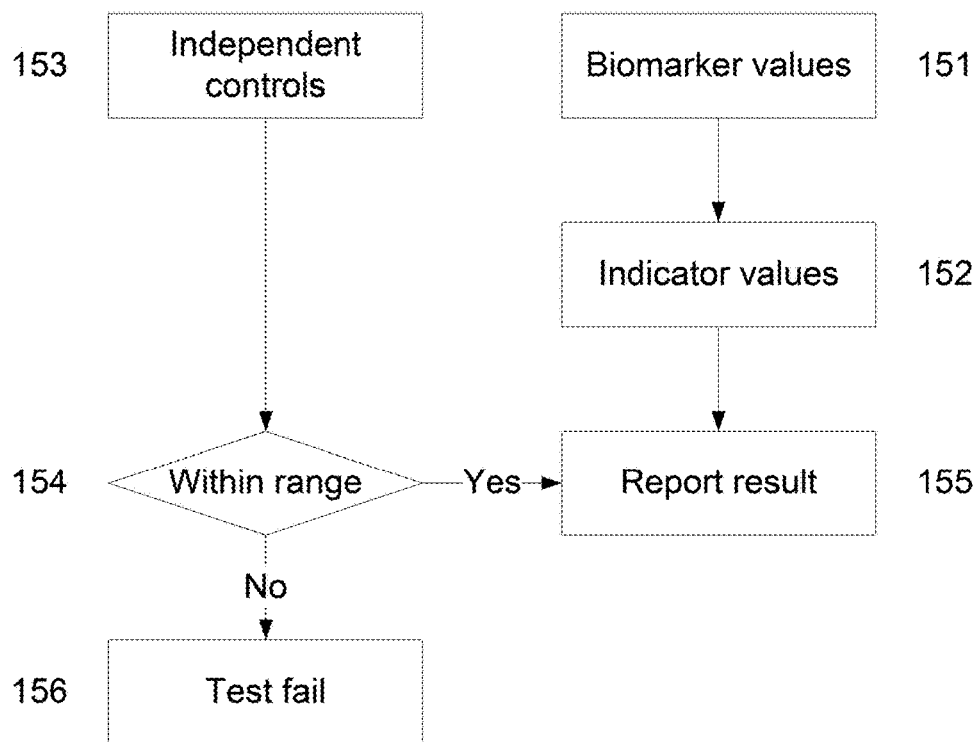 153
Independent
controls
Biomarker values
151
Indicator values
152
154
Within range
Yes
Report result
155
No
156
Test fail